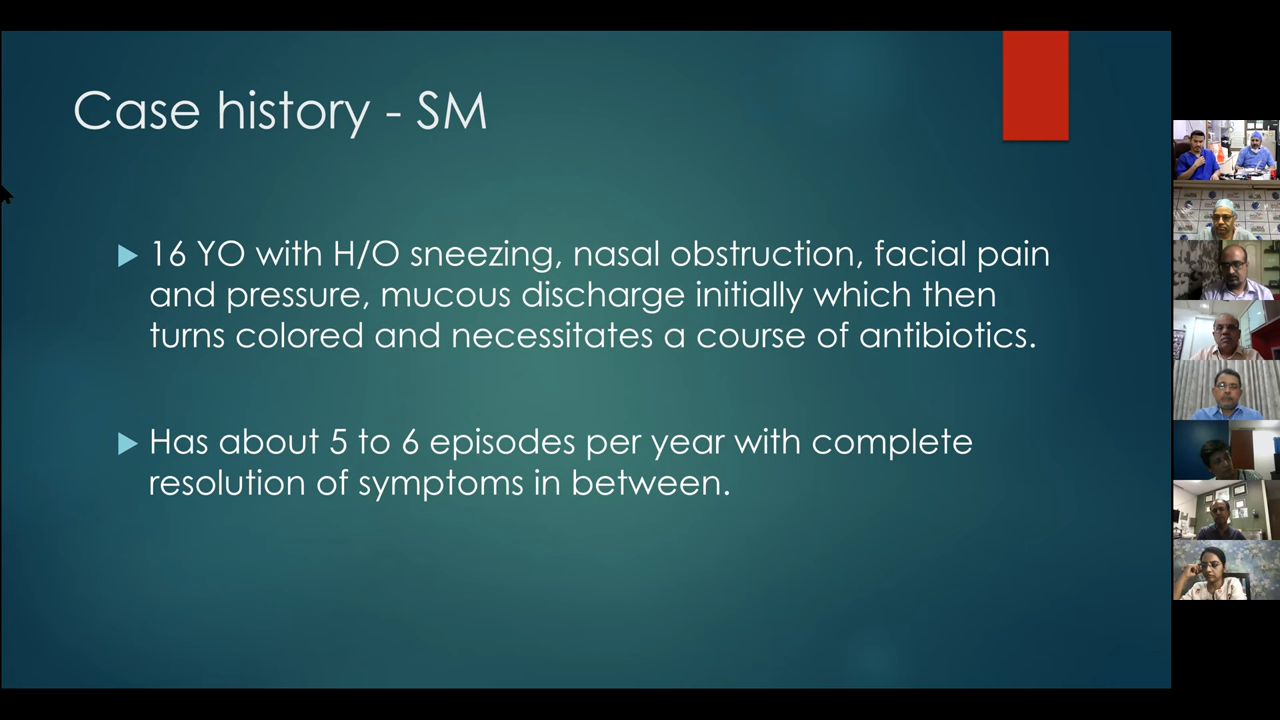 Case history - SM
16 YO with H/O sneezing, nasal obstruction, facial pain
and pressure, mucous discharge initially which then
turns colored and necessitates a course of antibiotics.
Has about 5 to 6 episodes per year with complete
resolution of symptoms in between.